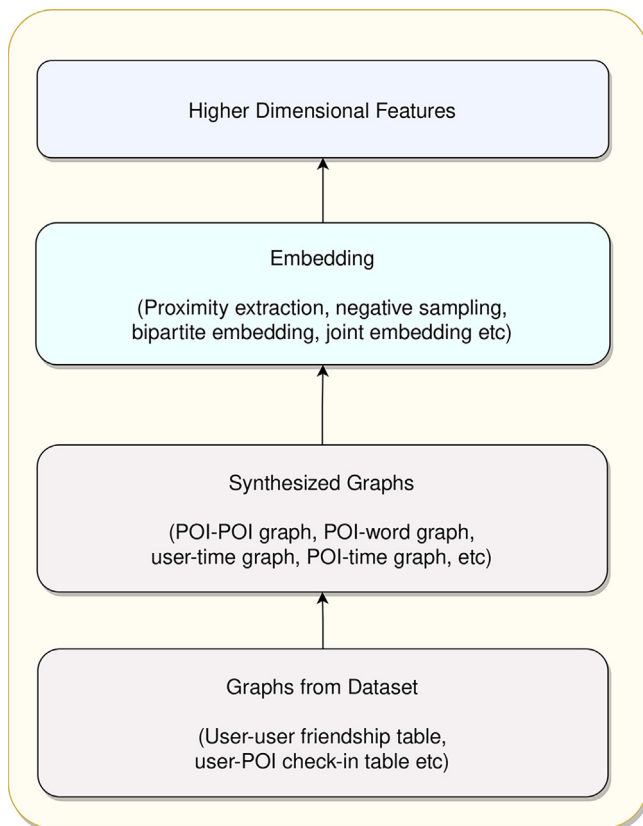 Higher Dimensional Features
Embedding
(Proximity extraction, negative sampling,
bipartite embedding, joint embedding etc)
Synthesized Graphs
(POI-POI graph, POI-word graph,
user-time graph, POI-time graph, etc)
Graphs from Dataset
(User-user friendship table,
user-POI check-in table etc)